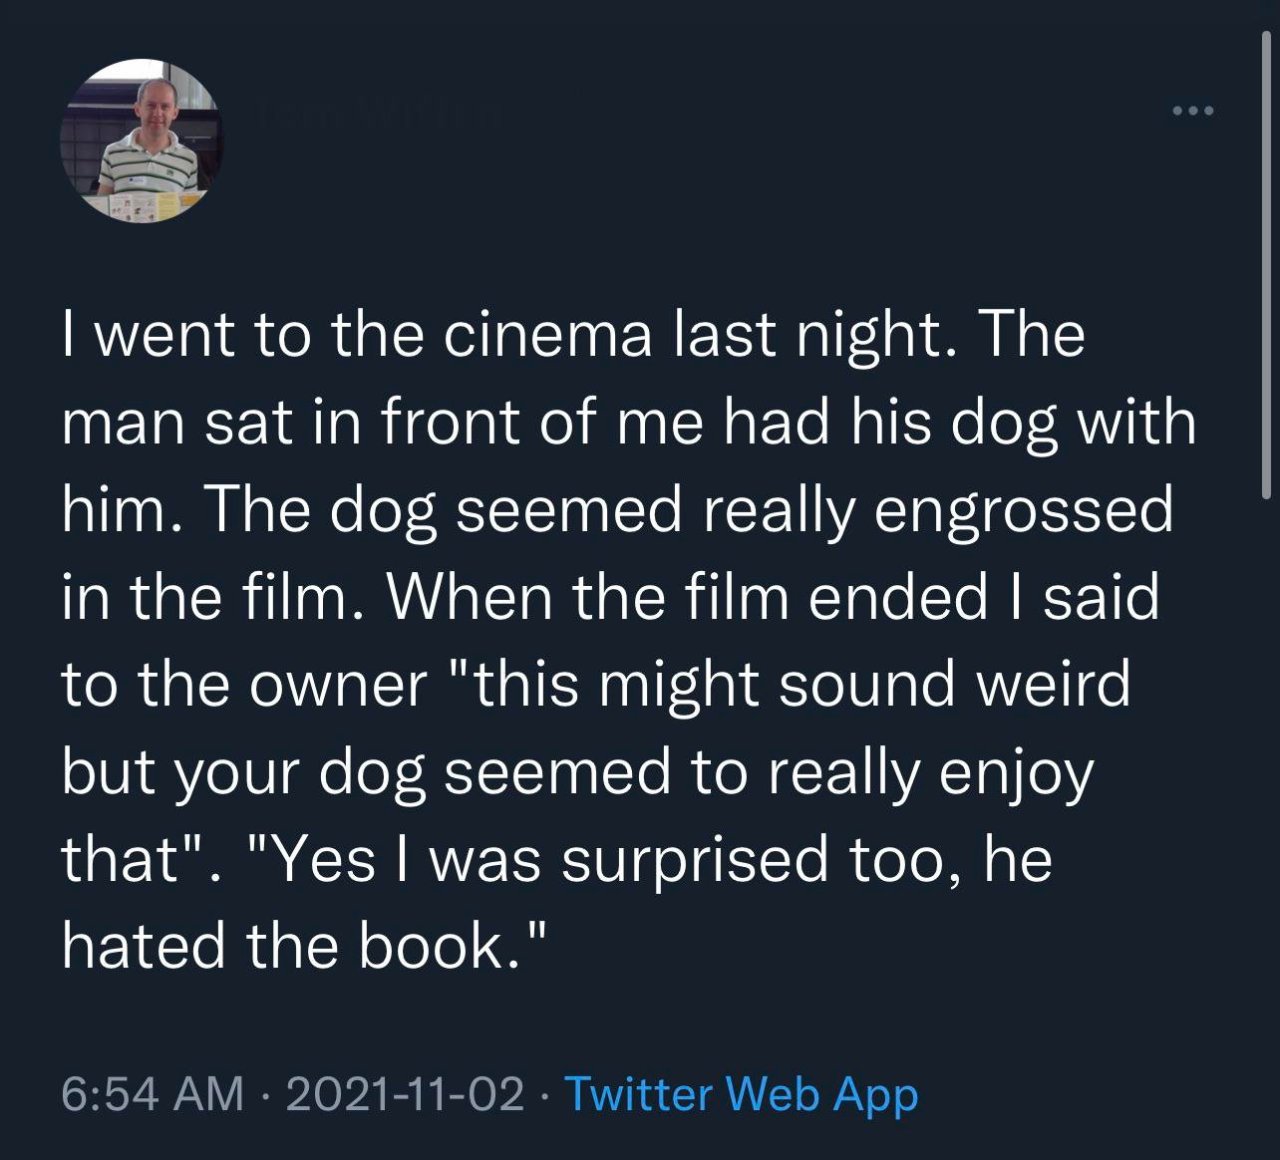 I went to the cinema last night. The
man sat in front of me had his dog with
him. The dog seemed really engrossed
in the film. When the film ended I said
to the owner "this might sound weird
but your dog seemed to really enjoy
that". "Yes I was surprised too, he
hated the book."
6:54 AM · 2021-11-02 · Twitter Web App